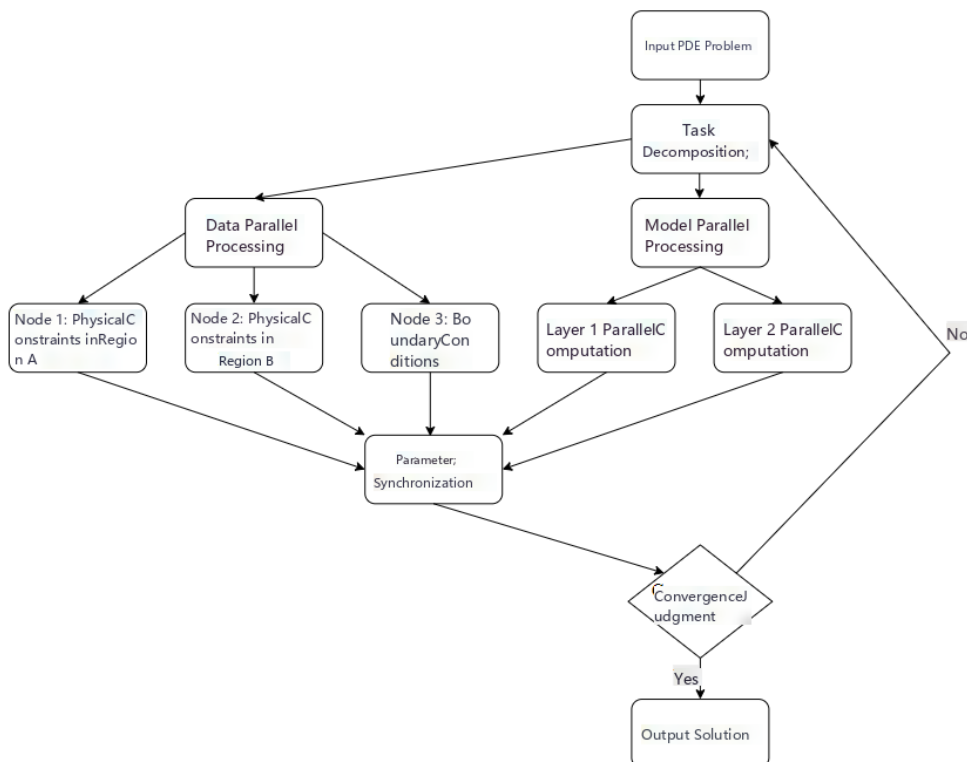 Input PDE Problem
Task
Decomposition;
Data Parallel
Processing
Model Parallel
Processing
Node 1: PhysicalC
onstraints inRegio
n A
Node 2: PhysicalC
onstraints in
Region B
Node 3: Bo
undaryCon
ditions
Layer 1 ParallelC
omputation
Layer 2 ParallelC
omputation
No
Parameter;
Synchronization
ConvergenceJ
udgment
Yes
Output Solution